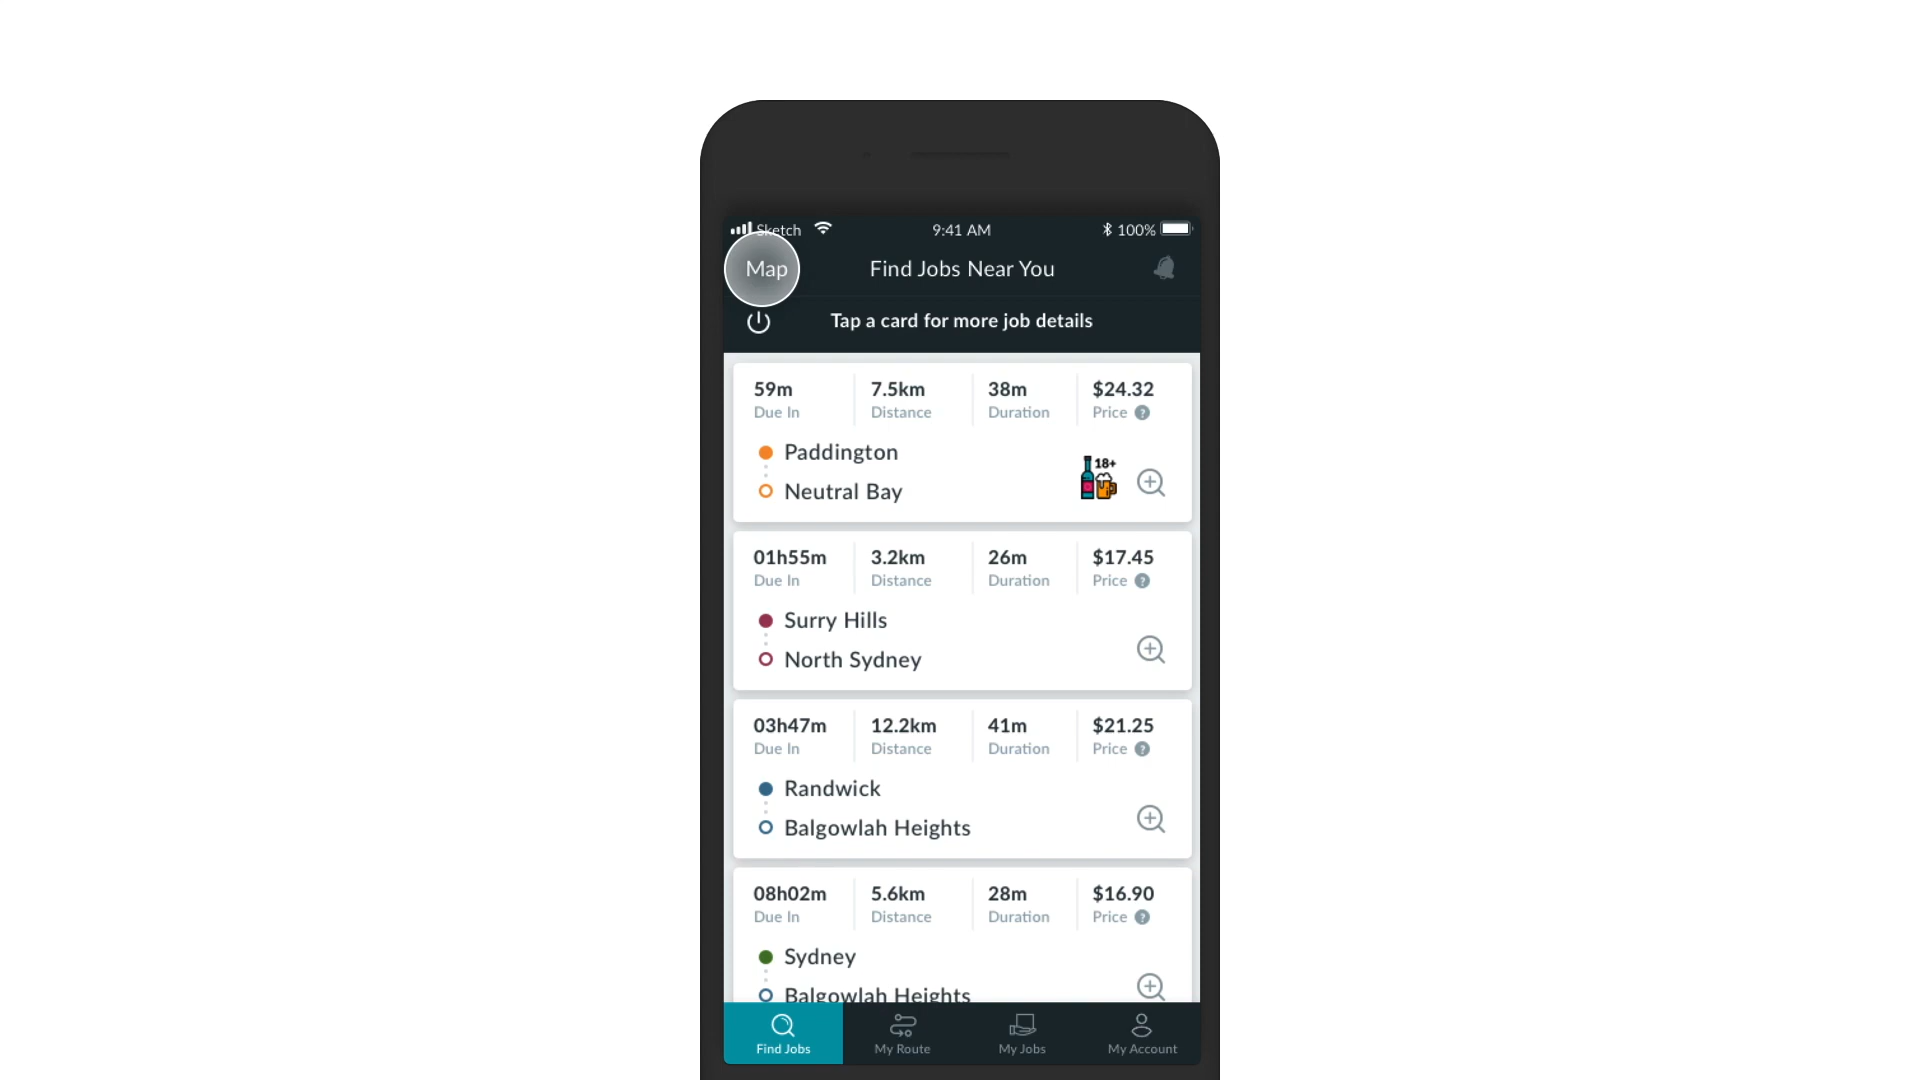 Sketch 9:41 AM 100%
Map Find Jobs Near You
Tap a card for more job details
59m 7.5km 38m $24.32
Due In Distance Duration Price ?
Paddington
18+
Neutral Bay
01h55m 3.2km 26m $17.45
Due In Distance Duration Price ?
Surry Hills
North Sydney
03h47m 12.2km 41m $21.25
Due In Distance Duration Price ?
Randwick
Balgowlah Heights
08h02m 5.6km 28m $16.90
Due In Distance Duration Price ?
Sydney
Balgowlah Heights
Find Jobs My Route My Jobs My Account